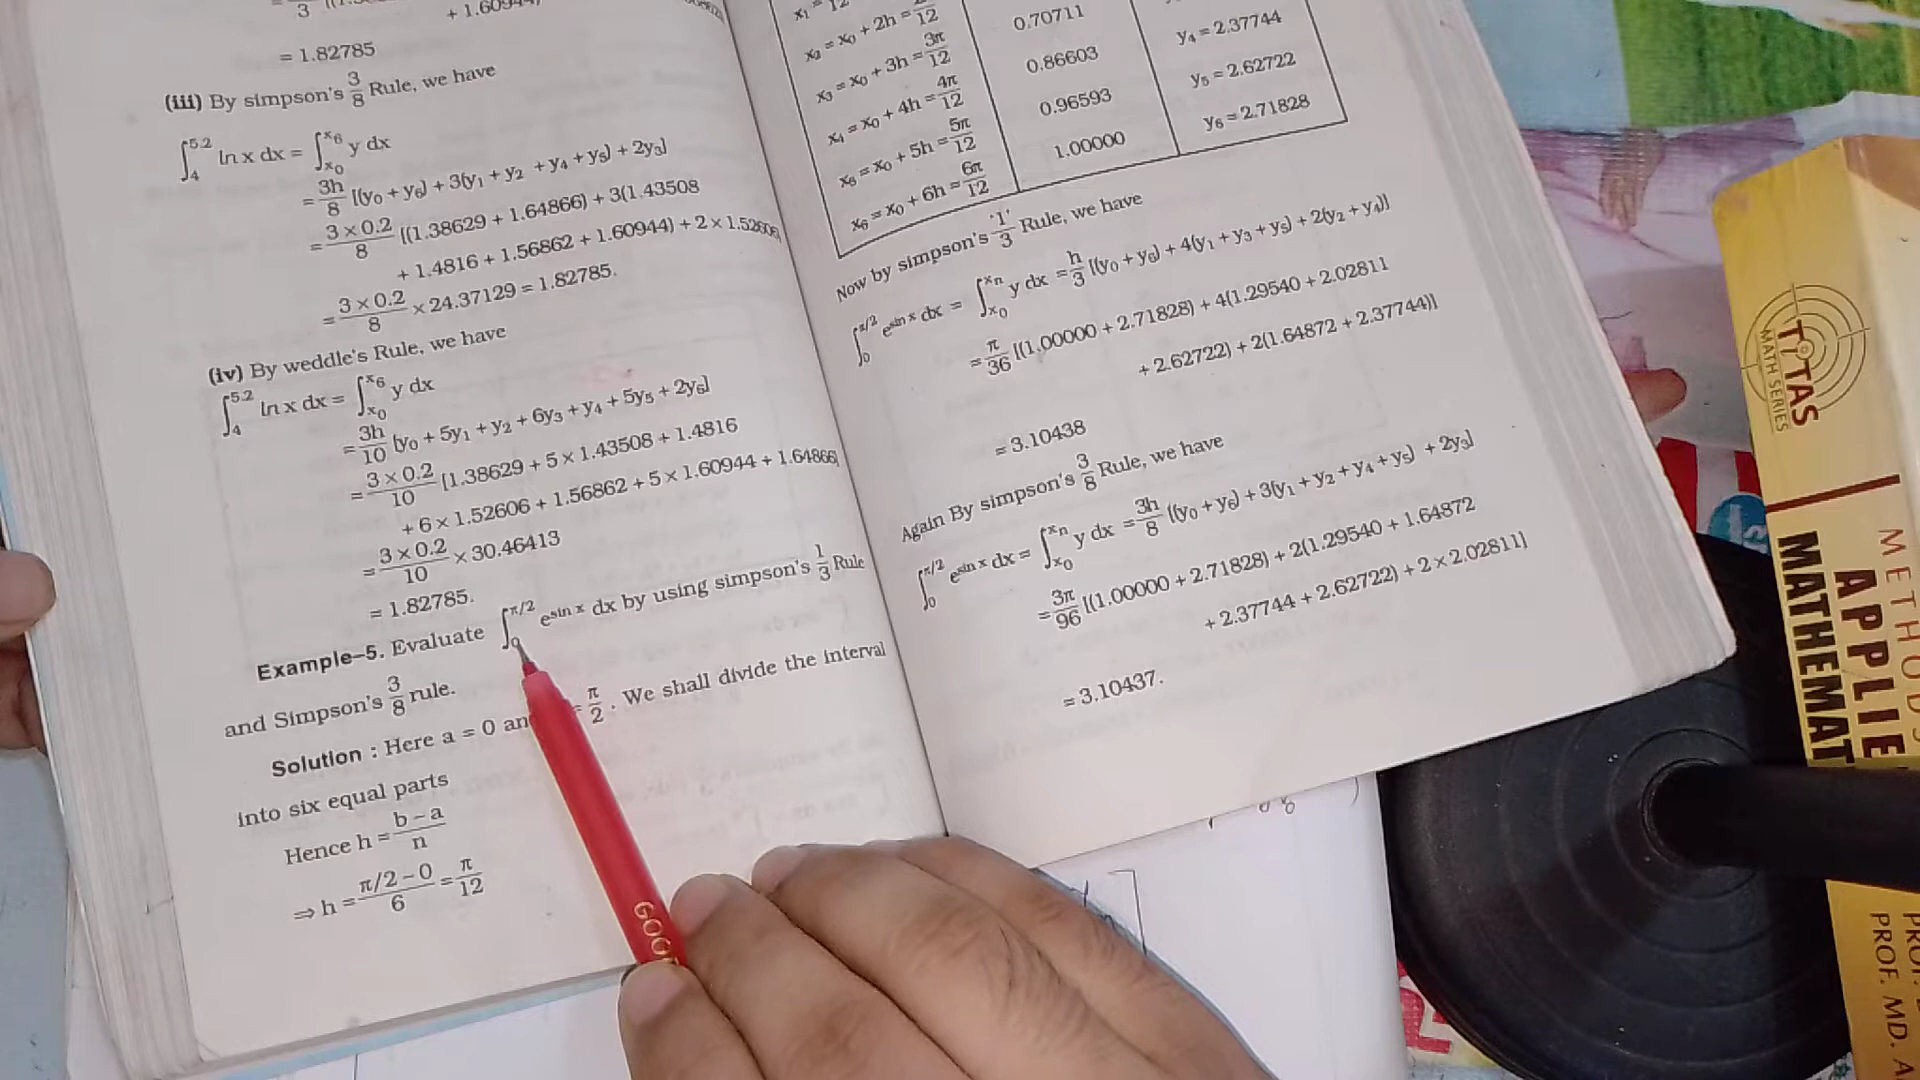 + 1.60944)
= 1.82785
(iii) By simpson's 3/8 Rule, we have
∫₄^5.2 ln x dx = ∫_{x₀}^{x₆} y dx
= 3h/8 [(y₀ + y₆) + 3(y₁ + y₂ + y₄ + y₅) + 2y₃]
= 3 × 0.2/8 [(1.38629 + 1.64866) + 3(1.43508
+ 1.4816 + 1.56862 + 1.60944) + 2 × 1.52606]
= 3 × 0.2/8 × 24.37129 = 1.82785.
(iv) By weddle's Rule, we have
∫₄^5.2 ln x dx = ∫_{x₀}^{x₆} y dx
= 3h/10 [y₀ + 5y₁ + y₂ + 6y₃ + y₄ + 5y₅ + 2y₆]
= 3 × 0.2/10 [1.38629 + 5 × 1.43508 + 1.4816
+ 6 × 1.52606 + 1.56862 + 5 × 1.60944 + 1.64866]
= 3 × 0.2/10 × 30.46413
= 1.82785.
Example–5. Evaluate ∫₀^{π/2} e^{sin x} dx by using simpson's 1/3 Rule
and Simpson's 3/8 rule.
Solution : Here a = 0 an = π/2 . We shall divide the interval
into six equal parts
Hence h = b – a/n
⇒ h = π/2 – 0/6 = π/12
x₂ = x₀ + 2h = /12 0.70711 y₄ = 2.37744
x₃ = x₀ + 3h = 3π/12 0.86603 y₅ = 2.62722
x₄ = x₀ + 4h = 4π/12 0.96593 y₆ = 2.71828
x₅ = x₀ + 5h = 5π/12 1.00000
x₆ = x₀ + 6h = 6π/12
Now by simpson's '1'/3 Rule, we have
∫₀^{π/2} e^{sin x} dx = ∫_{x₀}^{xₙ} y dx = h/3 [(y₀ + y₆) + 4(y₁ + y₃ + y₅) + 2(y₂ + y₄)]
= π/36 [(1.00000 + 2.71828) + 4(1.29540 + 2.02811
+ 2.62722) + 2(1.64872 + 2.37744)]
= 3.10438
Again By simpson's 3/8 Rule, we have
∫₀^{π/2} e^{sin x} dx = ∫_{x₀}^{xₙ} y dx = 3h/8 [(y₀ + y₆) + 3(y₁ + y₂ + y₄ + y₅) + 2y₃]
= 3π/96 [(1.00000 + 2.71828) + 2(1.29540 + 1.64872
+ 2.37744 + 2.62722) + 2 × 2.02811]
= 3.10437.
TITAS
MATH SERIES
METHODS
APPLIE
MATHEMAT
PROF. MD. A
GOO